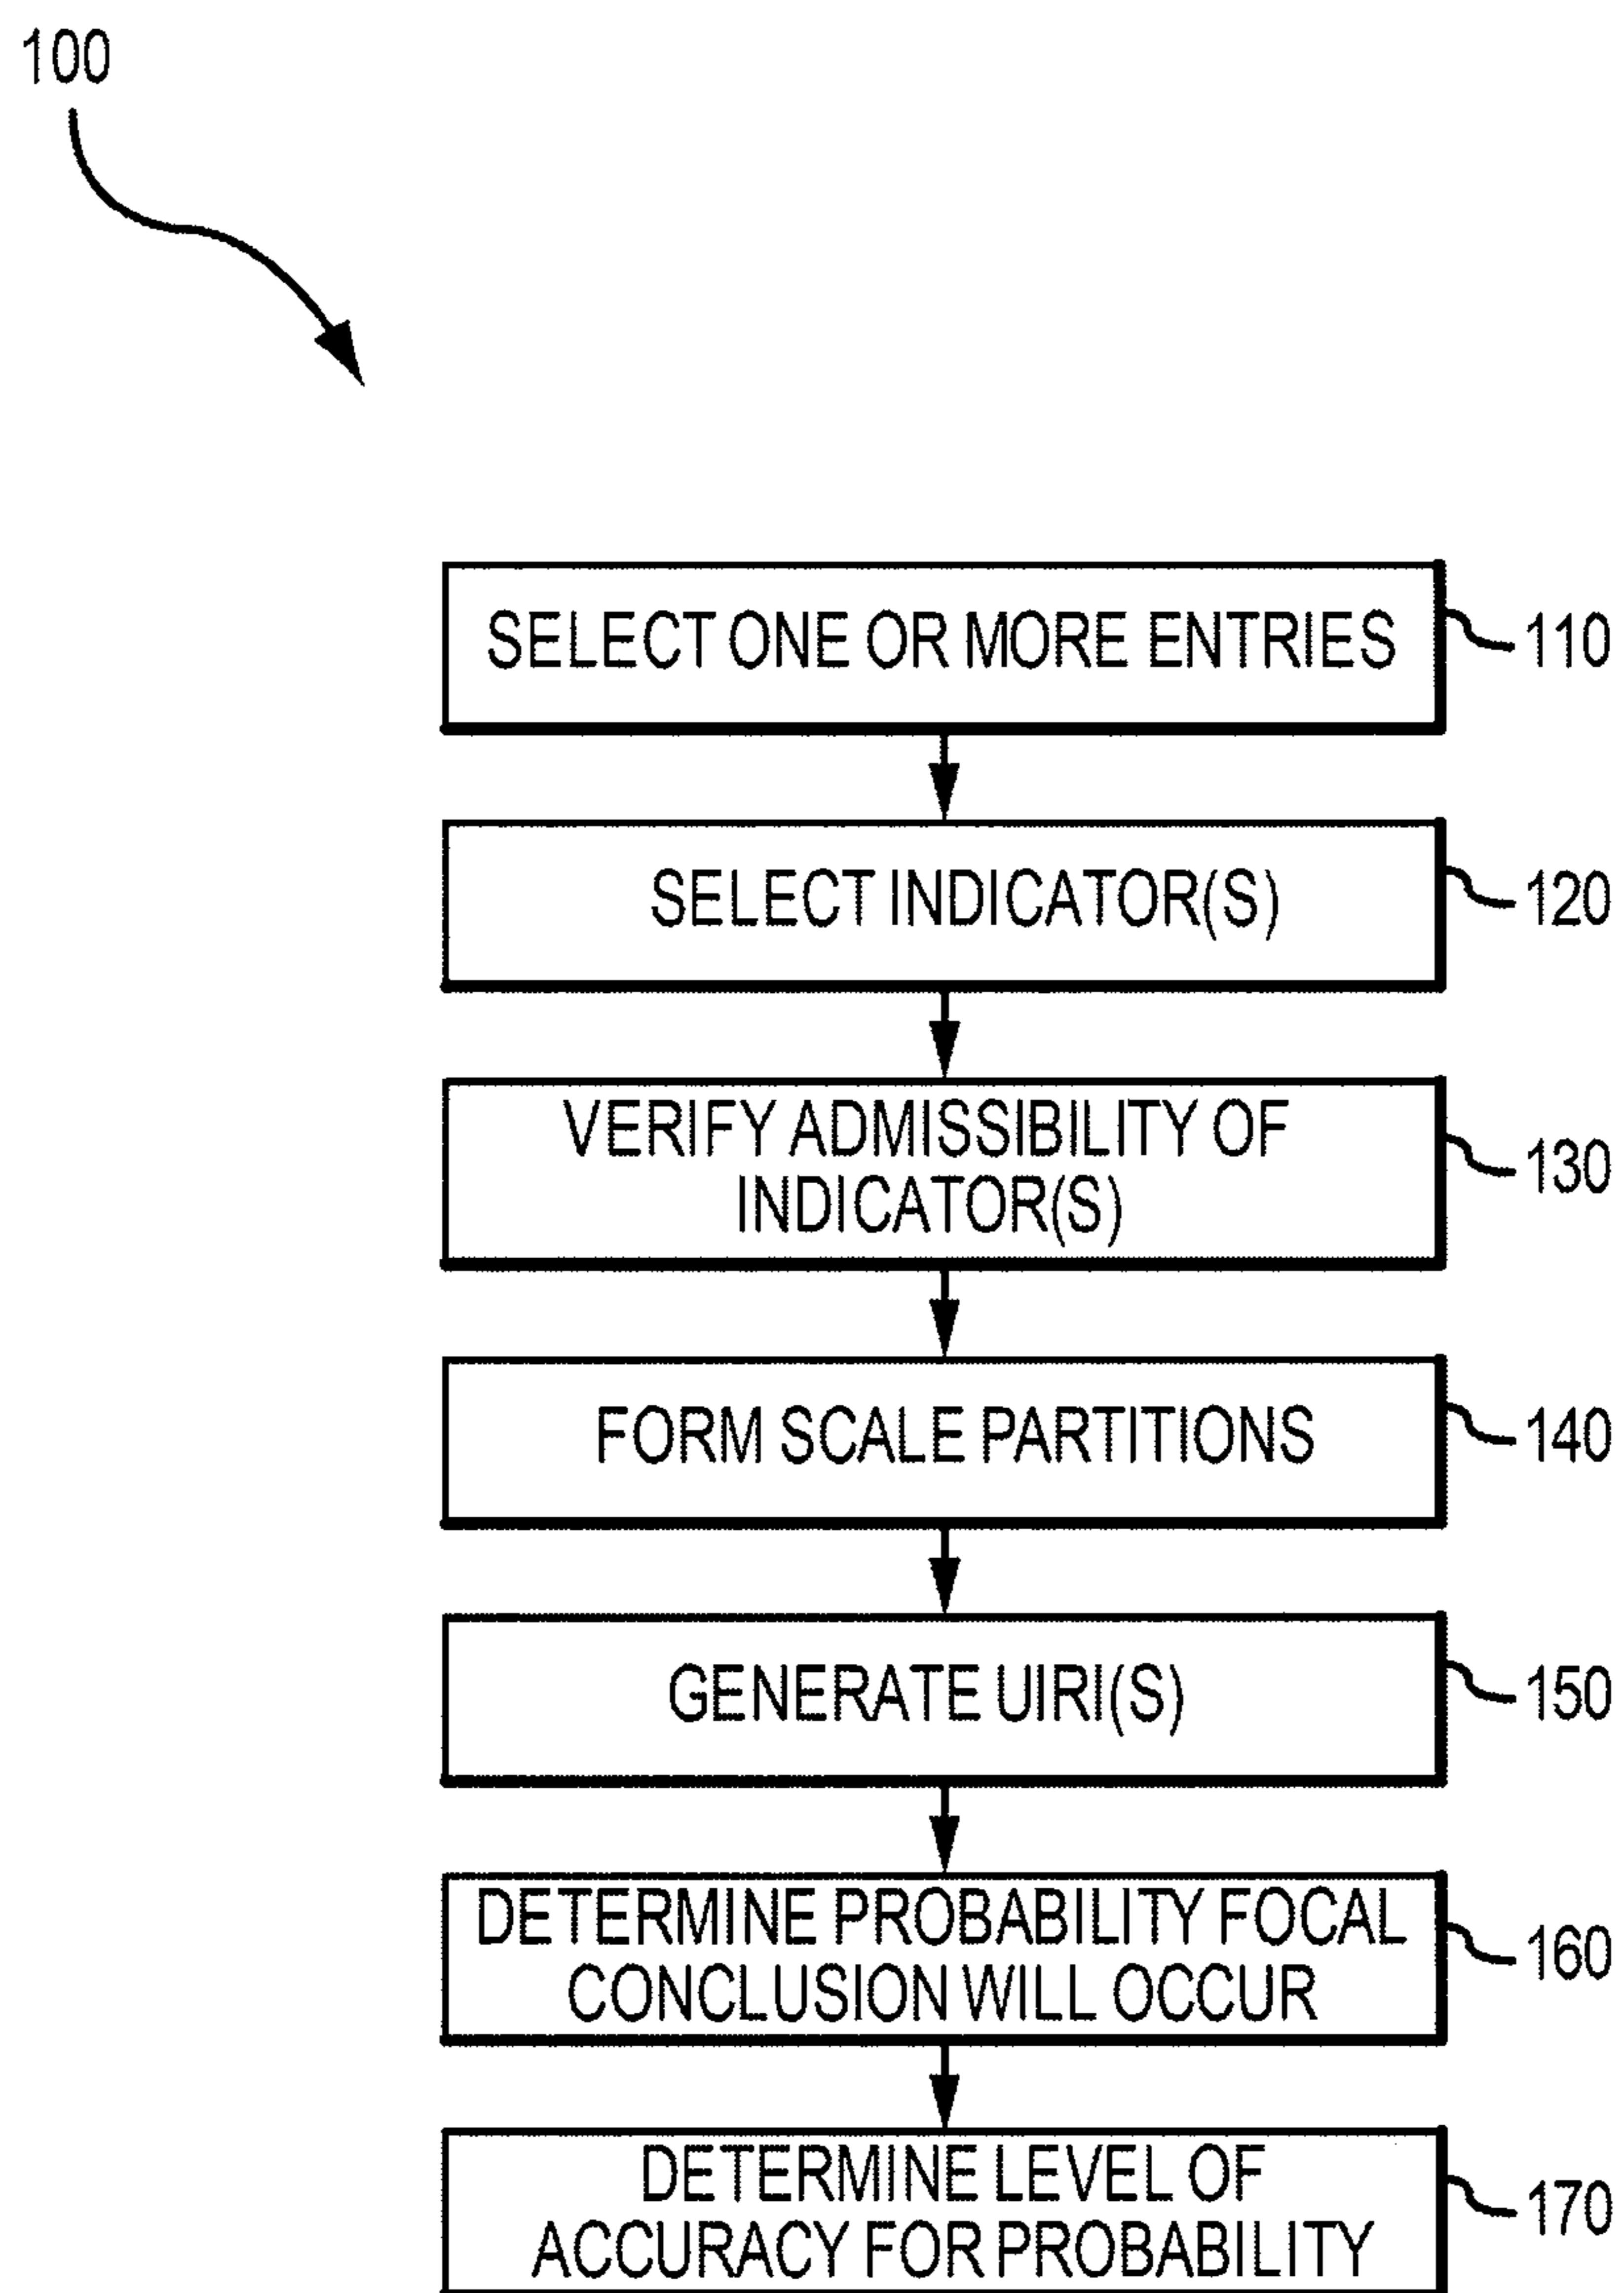 100
SELECT ONE OR MORE ENTRIES
110
SELECT INDICATOR(S)
120
VERIFY ADMISSIBILITY OF
INDICATOR(S)
130
FORM SCALE PARTITIONS
140
GENERATE UIRI(S)
150
DETERMINE PROBABILITY FOCAL
CONCLUSION WILL OCCUR
160
DETERMINE LEVEL OF
ACCURACY FOR PROBABILITY
170